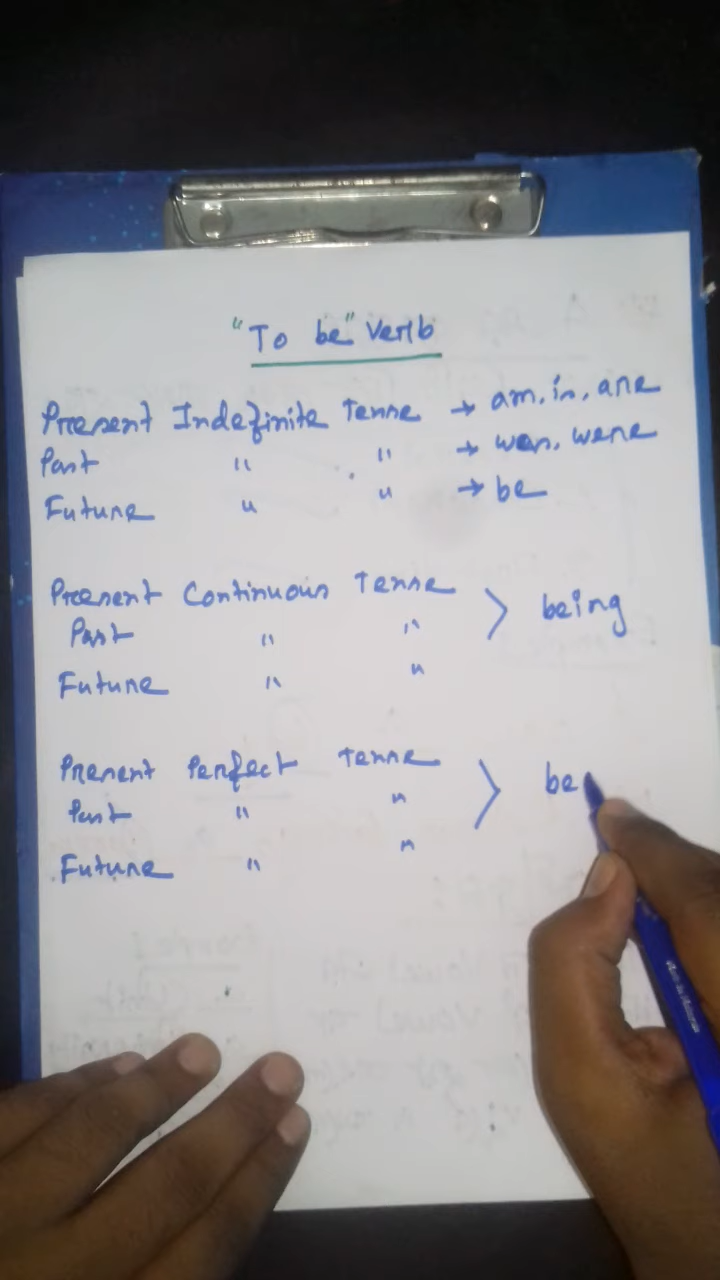 "To be" Verb
Present Indefinite Tense → am, is, are
Past " " → was, were
Future " " → be
Present Continuous Tense > being
Past " "
Future " "
Present Perfect Tense > be
Past " "
Future " "